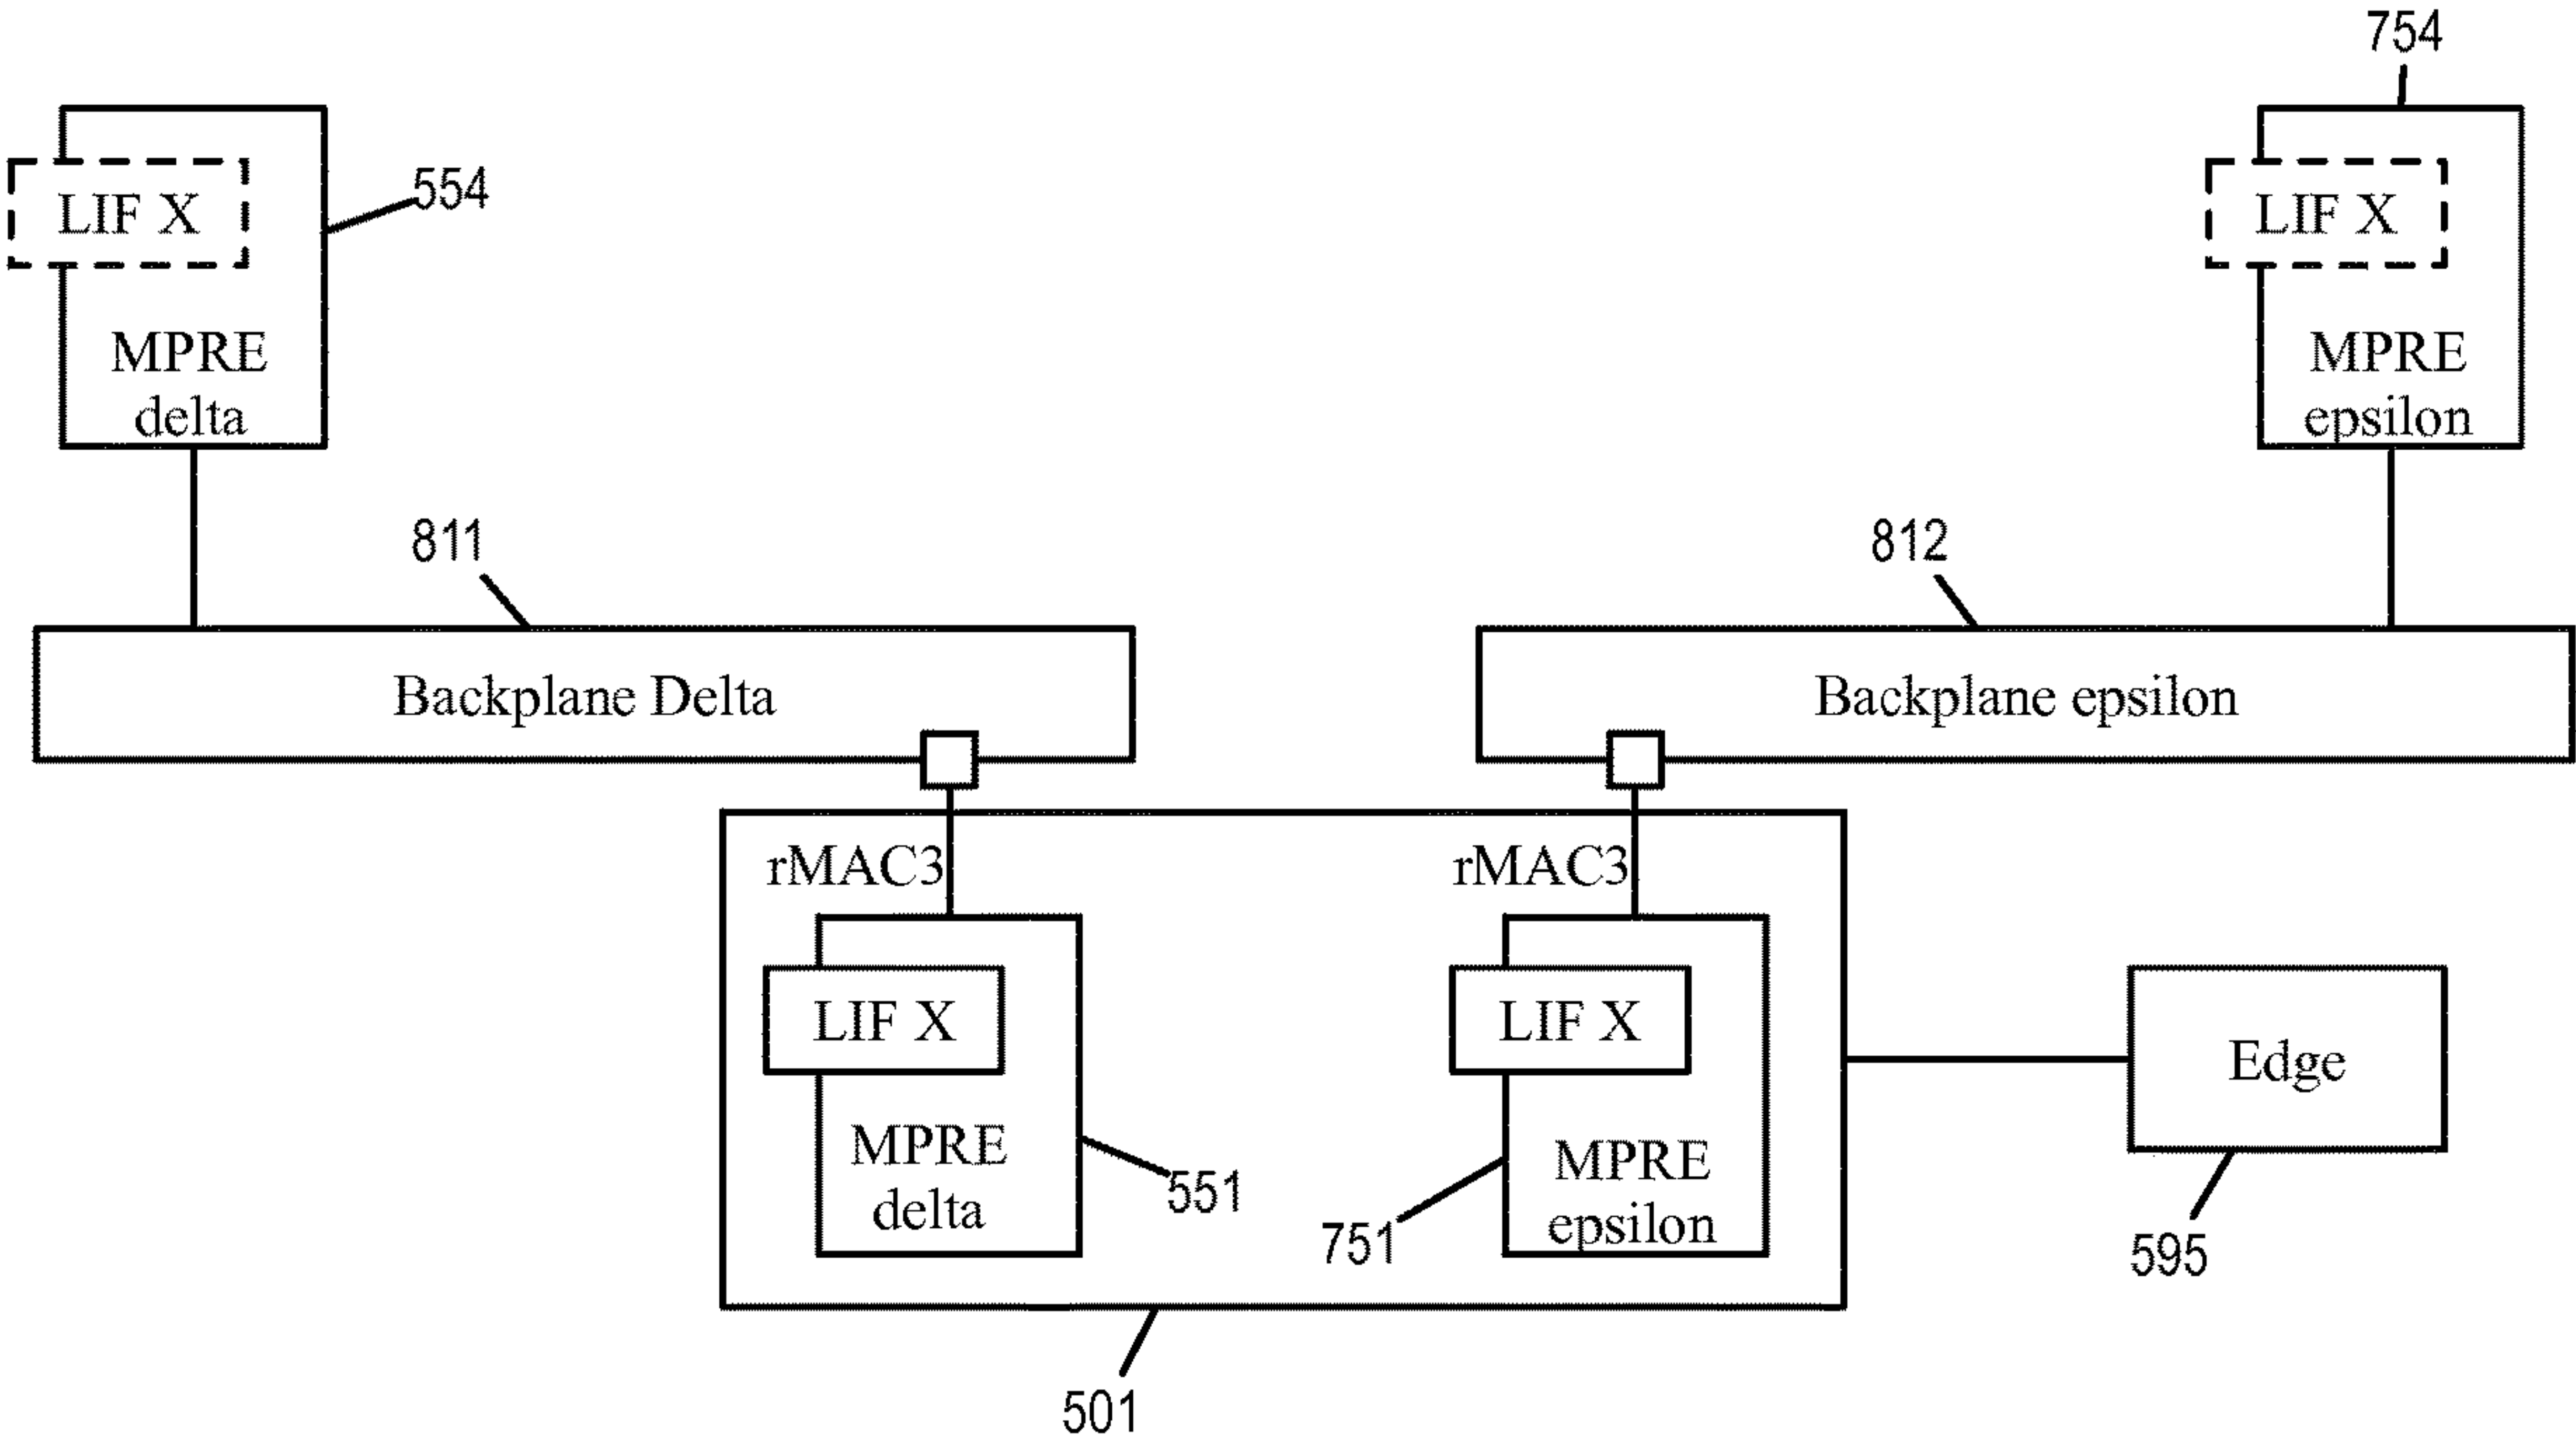 754
LIF X
554
MPRE
delta
LIF X
MPRE
epsilon
811
812
Backplane Delta
Backplane epsilon
rMAC3
rMAC3
LIF X
MPRE
delta
551
LIF X
MPRE
epsilon
751
Edge
595
501